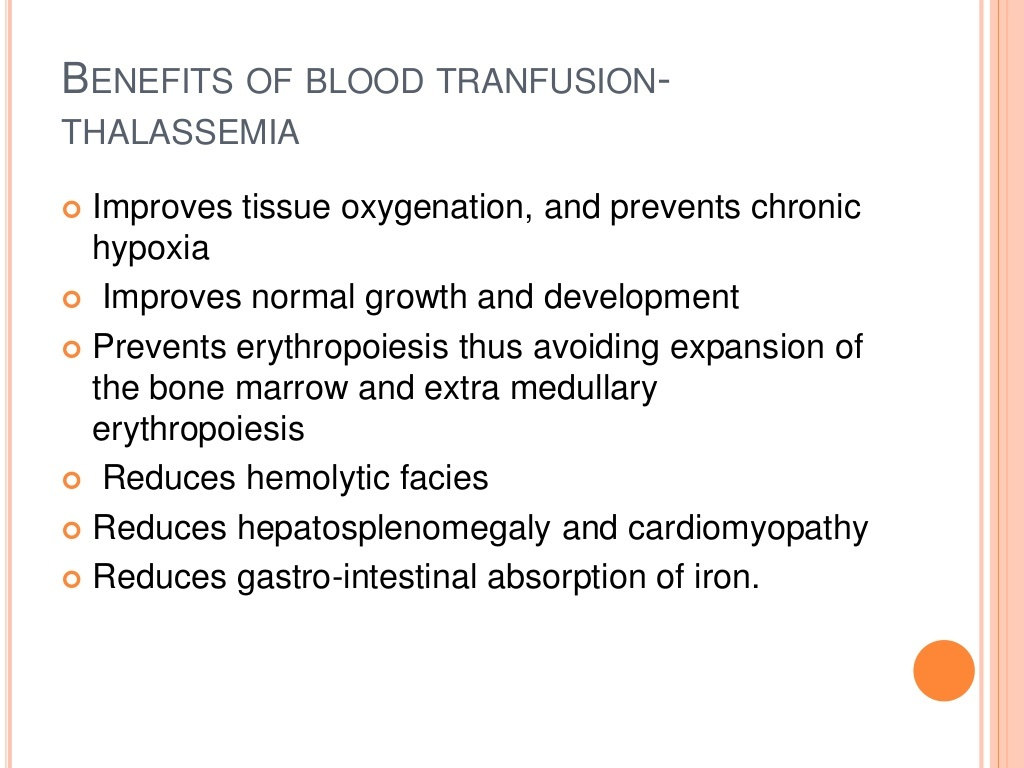 BENEFITS OF BLOOD TRANFUSION-
THALASSEMIA
Improves tissue oxygenation, and prevents chronic
hypoxia
Improves normal growth and development
Prevents erythropoiesis thus avoiding expansion of
the bone marrow and extra medullary
erythropoiesis
Reduces hemolytic facies
Reduces hepatosplenomegaly and cardiomyopathy
Reduces gastro-intestinal absorption of iron.